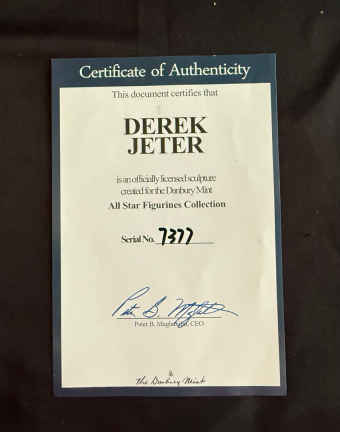 Certificate of Authenticity
This document certifies that
DEREK
JETER
is an officially licensed sculpture
created for the Danbury Mint
All Star Figurines Collection
Serial No. 7377
Peter B. CEO
The Danbury Mint